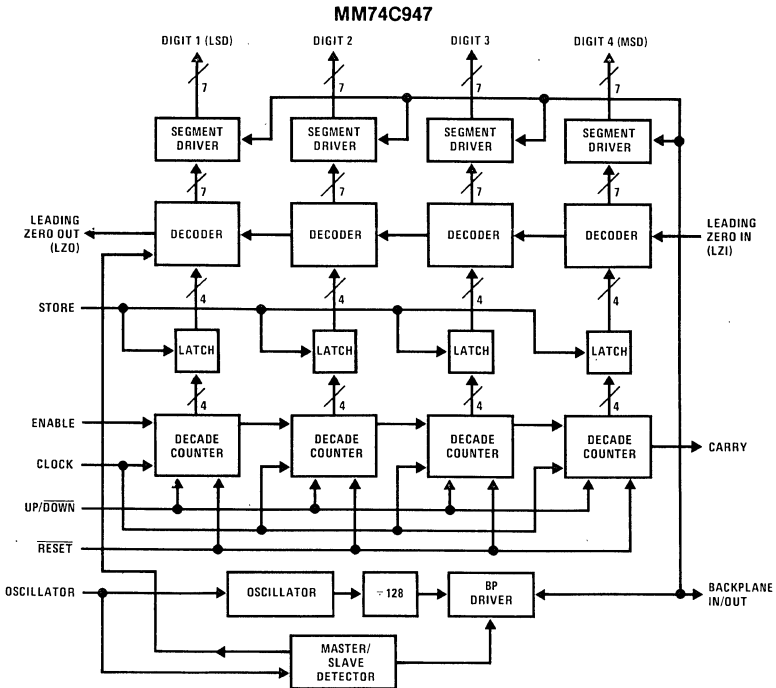 MM74C947
DIGIT 1 (LSD) DIGIT 2 DIGIT 3 DIGIT 4 (MSD)
7 7 7 7
SEGMENT DRIVER
SEGMENT DRIVER
SEGMENT DRIVER
SEGMENT DRIVER
7 7 7 7
LEADING
ZERO OUT
(LZO)
DECODER
DECODER
DECODER
DECODER
LEADING
ZERO IN
(LZI)
4 4 4 4
STORE
LATCH
LATCH
LATCH
LATCH
4 4 4 4
ENABLE
DECADE
COUNTER
DECADE
COUNTER
DECADE
COUNTER
DECADE
COUNTER
CARRY
CLOCK
UP/DOWN
RESET
OSCILLATOR
OSCILLATOR
÷128
BP
DRIVER
BACKPLANE
IN/OUT
MASTER/
SLAVE
DETECTOR